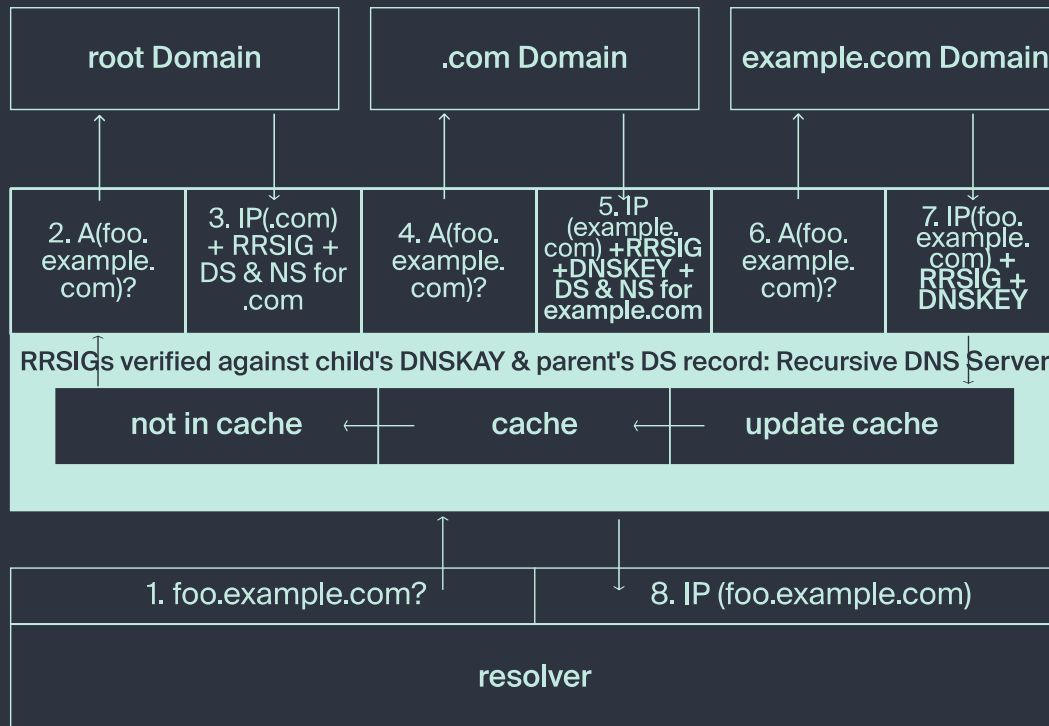 root Domain
.com Domain
example.com Domain
2. A(foo.
example.
com)?
3. IP(.com)
+ RRSIG +
DS & NS for
.com
4. A(foo.
example.
com)?
5. IP
(example.
com) +RRSIG
+DNSKEY +
DS & NS for
example.com
6. A(foo.
example.
com)?
7. IP(foo.
example.
com) +
RRSIG +
DNSKEY
RRSIGs verified against child's DNSKAY & parent's DS record: Recursive DNS Server
not in cache
cache
update cache
1. foo.example.com?
8. IP (foo.example.com)
resolver